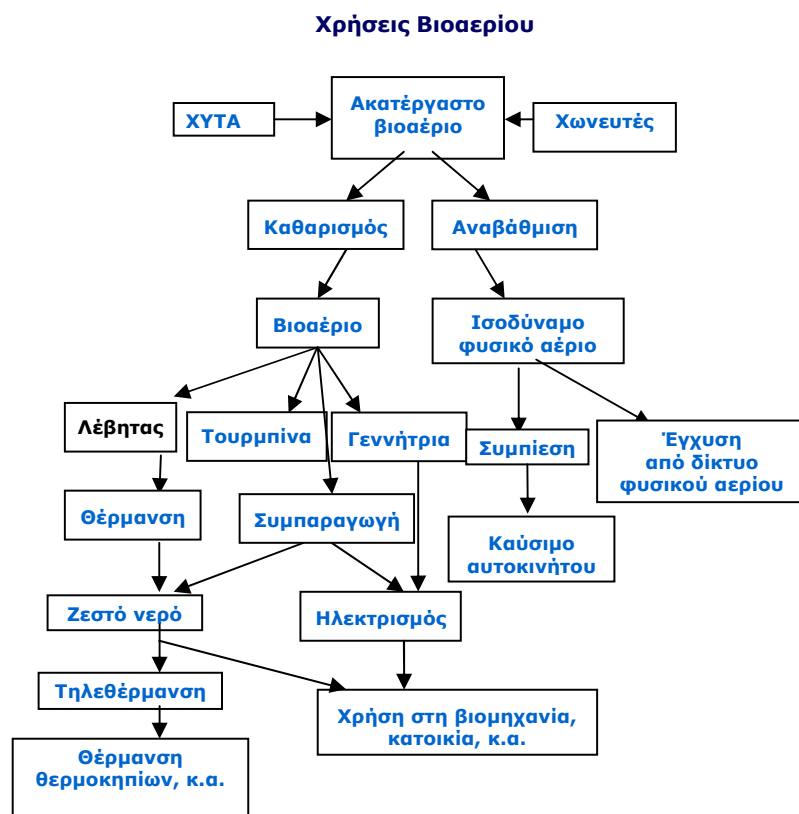 Χρήσεις Βιοαερίου
ΧΥΤΑ
Ακατέργαστο
βιοαέριο
Χωνευτές
Καθαρισμός
Αναβάθμιση
Βιοαέριο
Ισοδύναμο
φυσικό αέριο
Λέβητας
Τουρμπίνα
Γεννήτρια
Συμπίεση
Έγχυση
από δίκτυο
φυσικού αερίου
Θέρμανση
Συμπαραγωγή
Καύσιμο
αυτοκινήτου
Ζεστό νερό
Ηλεκτρισμός
Τηλεθέρμανση
Χρήση στη βιομηχανία,
κατοικία, κ.α.
Θέρμανση
θερμοκηπίων, κ.α.